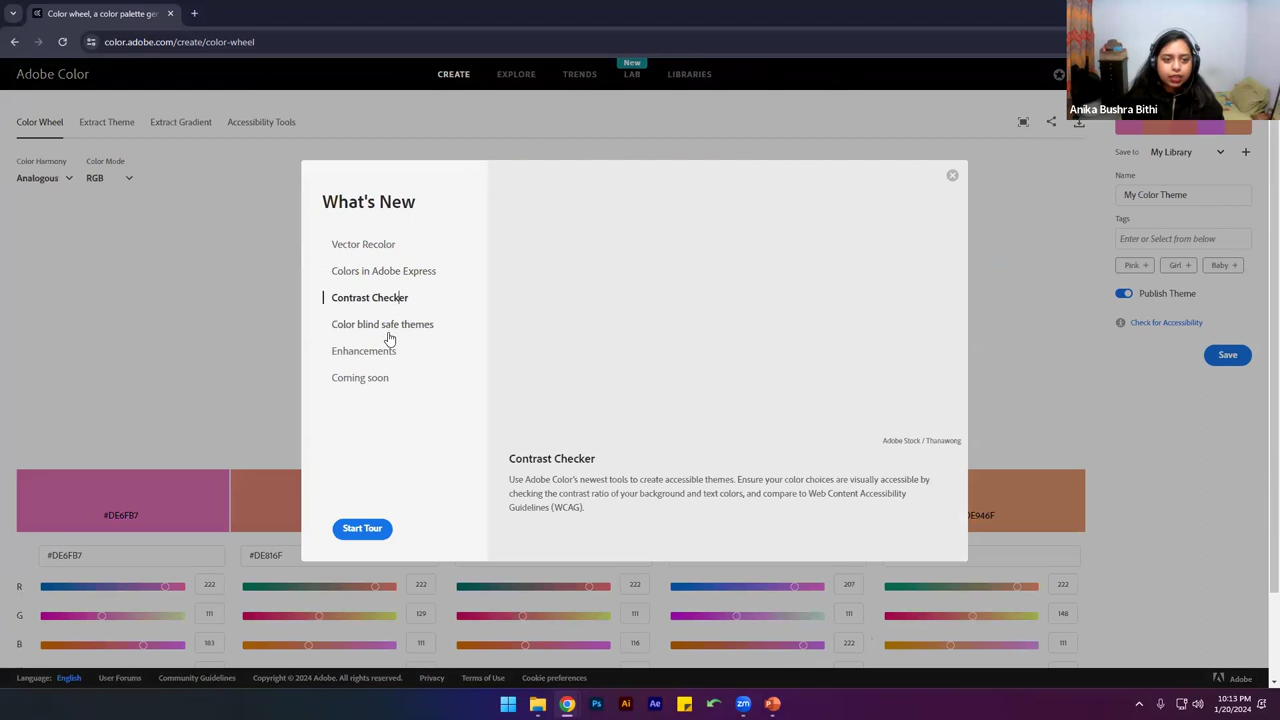 Color wheel, a color palette ger
color.adobe.com/create/color-wheel
Adobe Color
CREATE
EXPLORE
TRENDS
New
LAB
LIBRARIES
Anika Bushra Bithi
Color Wheel
Extract Theme
Extract Gradient
Accessibility Tools
Color Harmony
Color Mode
Analogous
RGB
Save to
My Library
Name
My Color Theme
Tags
Enter or Select from below
Pink +
Girl +
Baby +
Publish Theme
Check for Accessibility
Save
What's New
Vector Recolor
Colors in Adobe Express
Contrast Checker
Color blind safe themes
Enhancements
Coming soon
Start Tour
Adobe Stock / Thanawong
Contrast Checker
Use Adobe Color's newest tools to create accessible themes. Ensure your color choices are visually accessible by
checking the contrast ratio of your background and text colors, and compare to Web Content Accessibility
Guidelines (WCAG).
#DE6FB7
DE946F
#DE6FB7
#DE816F
R 222 222 222 207 222
G 111 129 111 111 148
B 183 111 116 222 111
Language: English
User Forums
Community Guidelines
Copyright © 2024 Adobe. All rights reserved.
Privacy
Terms of Use
Cookie preferences
Adobe
Ps
Ai
Ae
zm
10:13 PM
1/20/2024